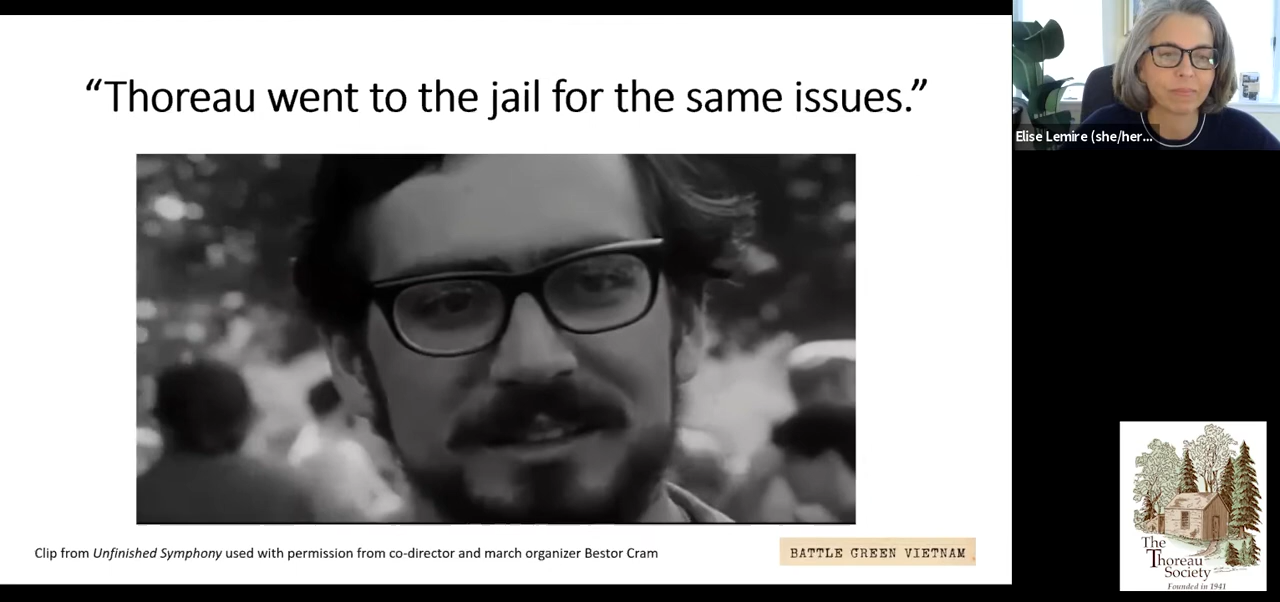 “Thoreau went to the jail for the same issues.”
Elise Lemire (she/her...
Clip from Unfinished Symphony used with permission from co-director and march organizer Bestor Cram
BATTLE GREEN VIETNAM
The
Thoreau
Society
Founded in 1941